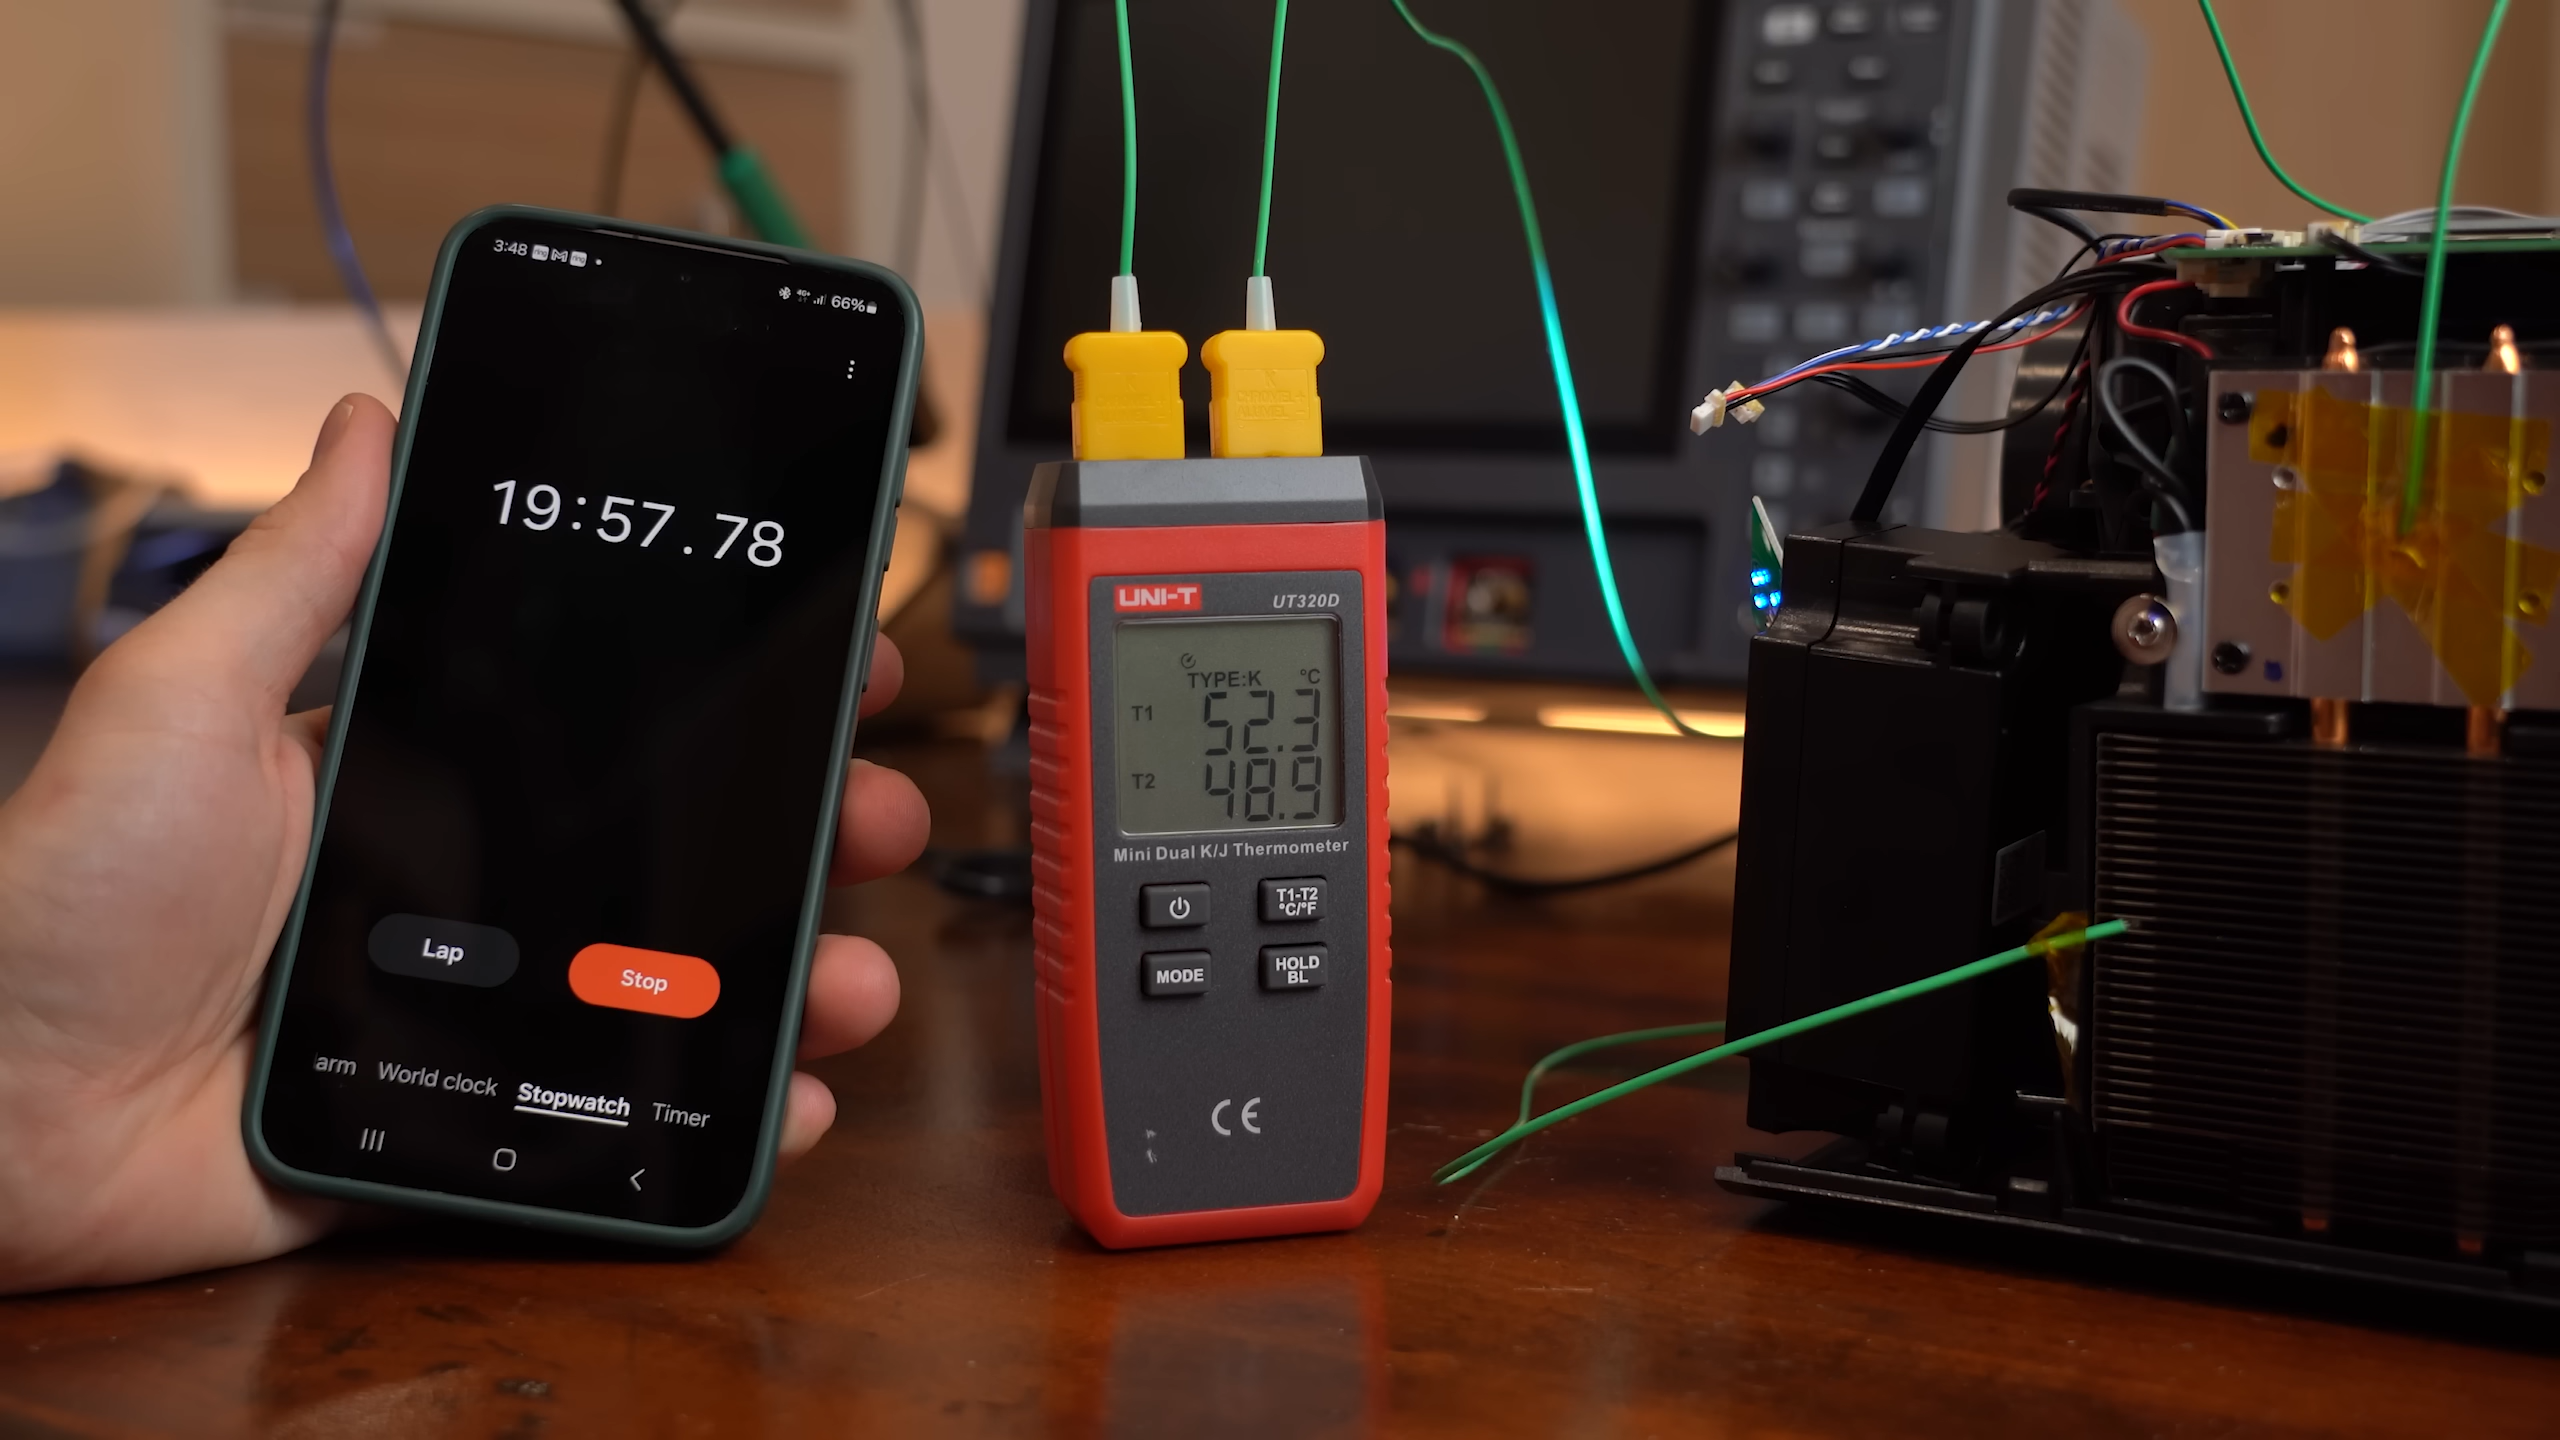 3:48
4G+ 66%
19:57.78
Lap
Stop
arm World clock Stopwatch Timer
UNI-T UT320D
TYPE:K °C
T1 52.3
T2 48.9
Mini Dual K/J Thermometer
T1-T2
°C/°F
MODE
HOLD
BL
CE